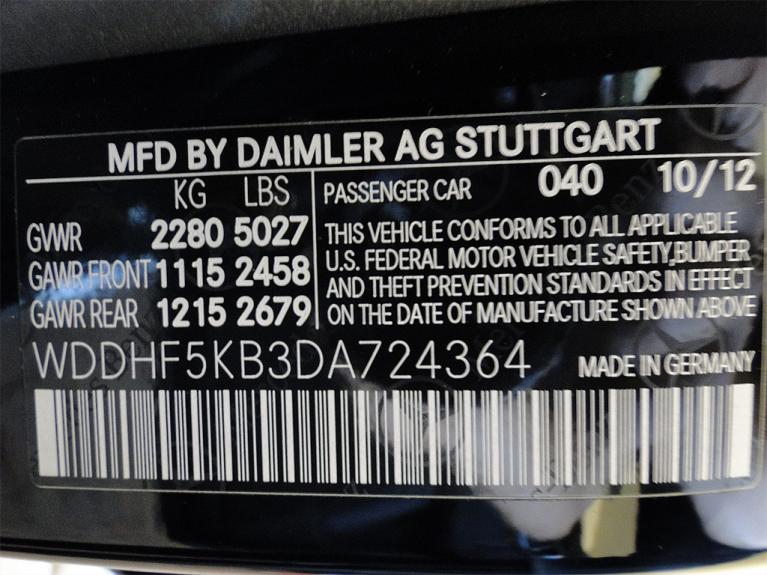 MFD BY DAIMLER AG STUTTGART
KG LBS
GVWR 2280 5027
GAWR FRONT 1115 2458
GAWR REAR 1215 2679
PASSENGER CAR 040 10/12
THIS VEHICLE CONFORMS TO ALL APPLICABLE
U.S. FEDERAL MOTOR VEHICLE SAFETY,BUMPER
AND THEFT PREVENTION STANDARDS IN EFFECT
ON THE DATE OF MANUFACTURE SHOWN ABOVE
WDDHF5KB3DA724364 MADE IN GERMANY